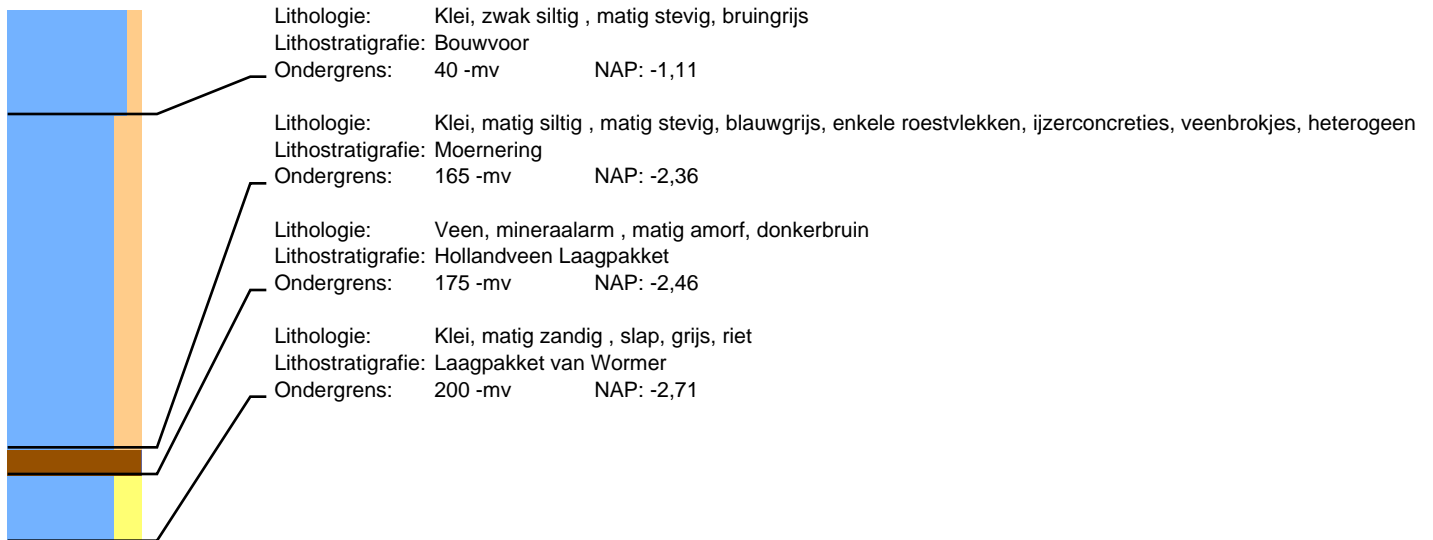 Lithologie: Klei, zwak siltig , matig stevig, bruingrijs
Lithostratigrafie: Bouwvoor
Ondergrens: 40 -mv NAP: -1,11
Lithologie: Klei, matig siltig , matig stevig, blauwgrijs, enkele roestvlekken, ijzerconcreties, veenbrokjes, heterogeen
Lithostratigrafie: Moernering
Ondergrens: 165 -mv NAP: -2,36
Lithologie: Veen, mineraalarm , matig amorf, donkerbruin
Lithostratigrafie: Hollandveen Laagpakket
Ondergrens: 175 -mv NAP: -2,46
Lithologie: Klei, matig zandig , slap, grijs, riet
Lithostratigrafie: Laagpakket van Wormer
Ondergrens: 200 -mv NAP: -2,71